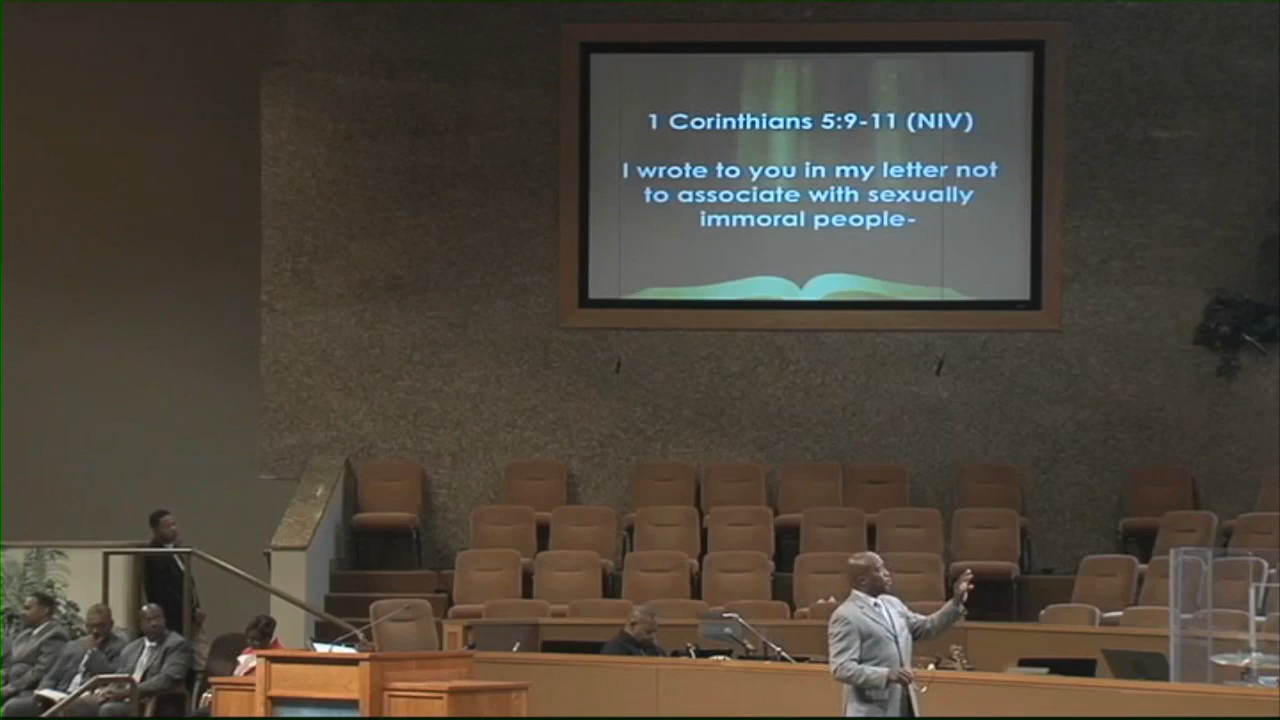 1 Corinthians 5:9-11 (NIV)
I wrote to you in my letter not
to associate with sexually
immoral people-